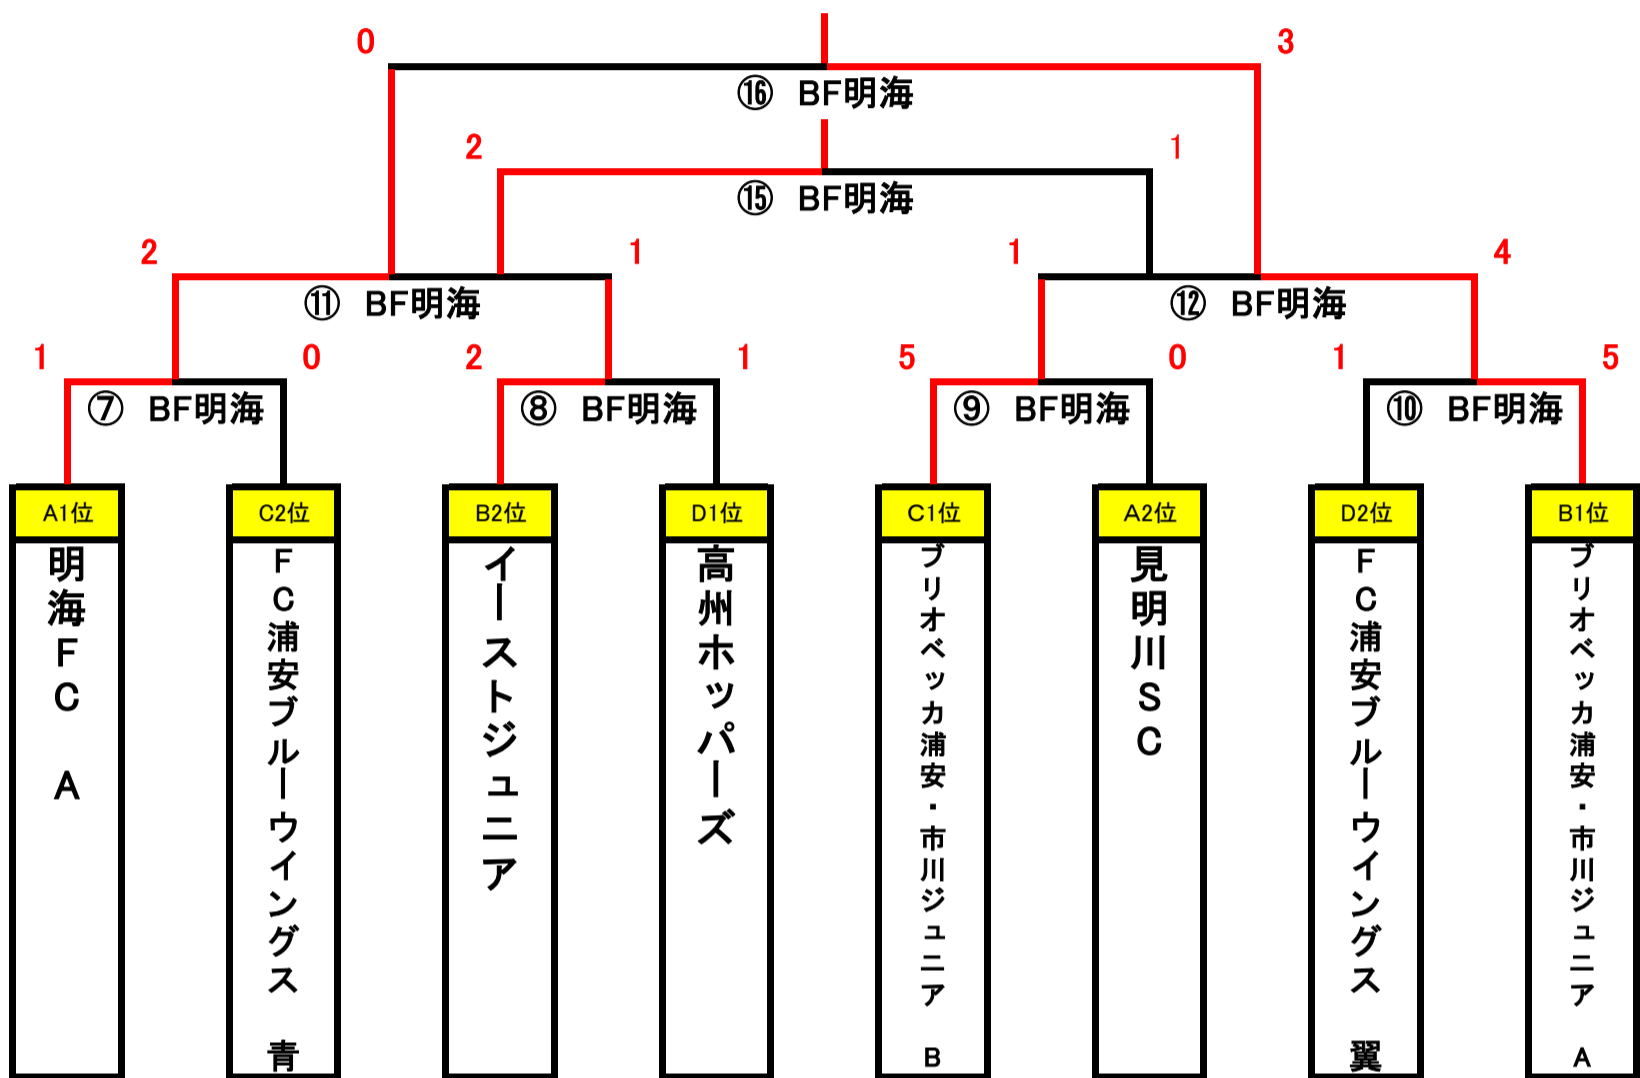 0 3
⑯ BF明海
2 1
⑮ BF明海
2 1 1 4
⑪ BF明海 ⑫ BF明海
1 0 2 1 5 0 1 5
⑦ BF明海 ⑧ BF明海 ⑨ BF明海 ⑩ BF明海
A1位 C2位 B2位 D1位 C1位 A2位 D2位 B1位
明海FC A
FC浦安ブルーウイングス 青
イーストジュニア
高州ホッパーズ
ブリオベッカ浦安・市川ジュニア B
見明川SC
FC浦安ブルーウイングス 翼
ブリオベッカ浦安・市川ジュニア A